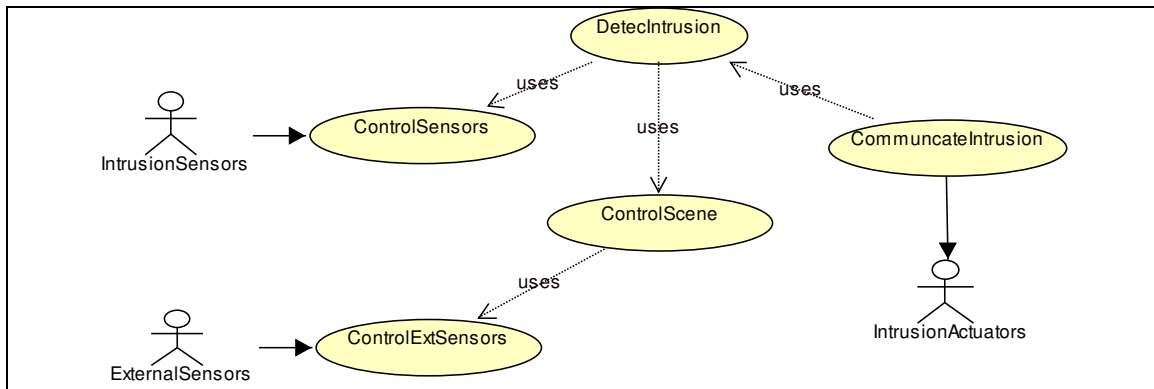 DetecIntrusion
uses
uses
ControlSensors
uses
CommuncateIntrusion
IntrusionSensors
ControlScene
uses
IntrusionActuators
ControlExtSensors
ExternalSensors